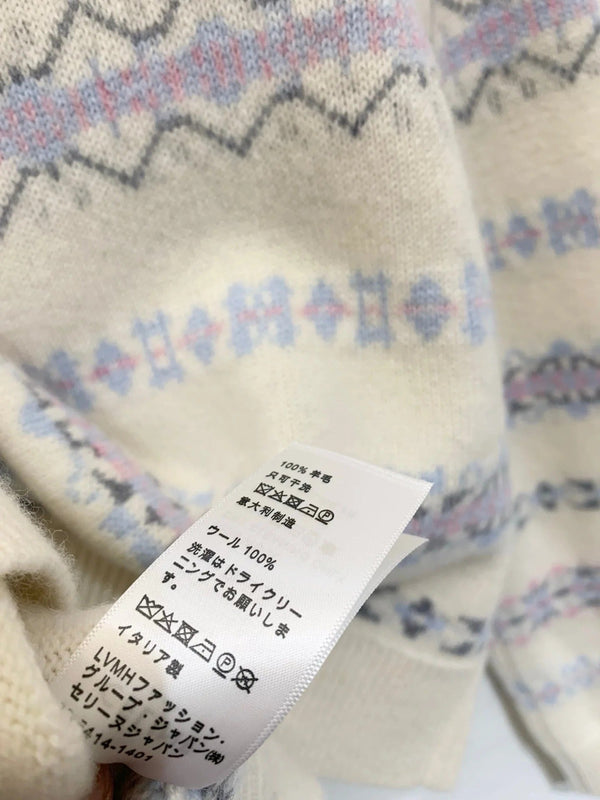 100% 羊毛
只可干洗
意大利制造
ウール 100%
洗濯はドライクリー
ニングでお願いしま
す。
イタリア製
LVMHファッション・
グループ・ジャパン(株)
セリーヌジャパン
5414-1401